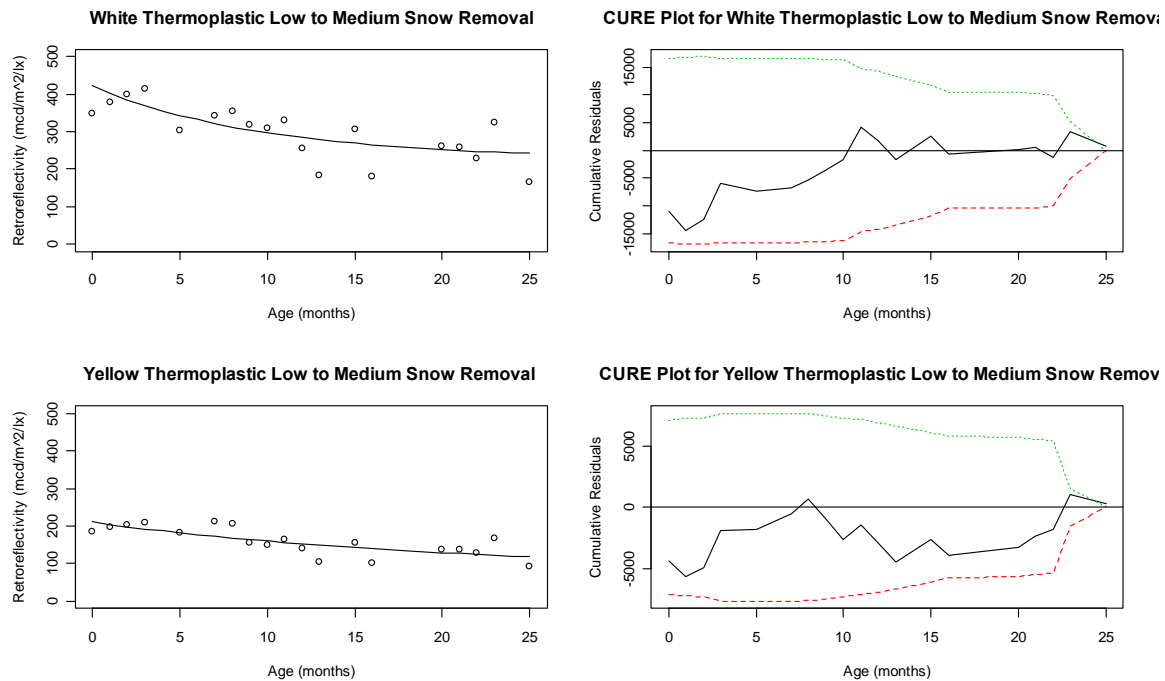 White Thermoplastic Low to Medium Snow Removal
Retroreflectivity (mcd/m^2/lx)
500
400
300
200
100
0
0 5 10 15 20 25
Age (months)
CURE Plot for White Thermoplastic Low to Medium Snow Remova
Cumulative Residuals
15000
5000
-5000
-15000
0 5 10 15 20 25
Age (months)
Yellow Thermoplastic Low to Medium Snow Removal
Retroreflectivity (mcd/m^2/lx)
500
400
300
200
100
0
0 5 10 15 20 25
Age (months)
CURE Plot for Yellow Thermoplastic Low to Medium Snow Remov
Cumulative Residuals
5000
0
-5000
0 5 10 15 20 25
Age (months)